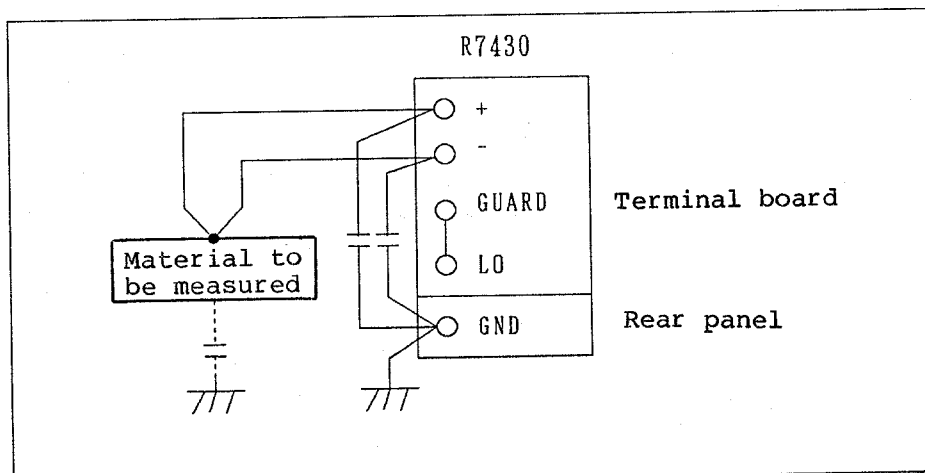 R7430
+
-
GUARD
Terminal board
LO
Material to
be measured
GND
Rear panel